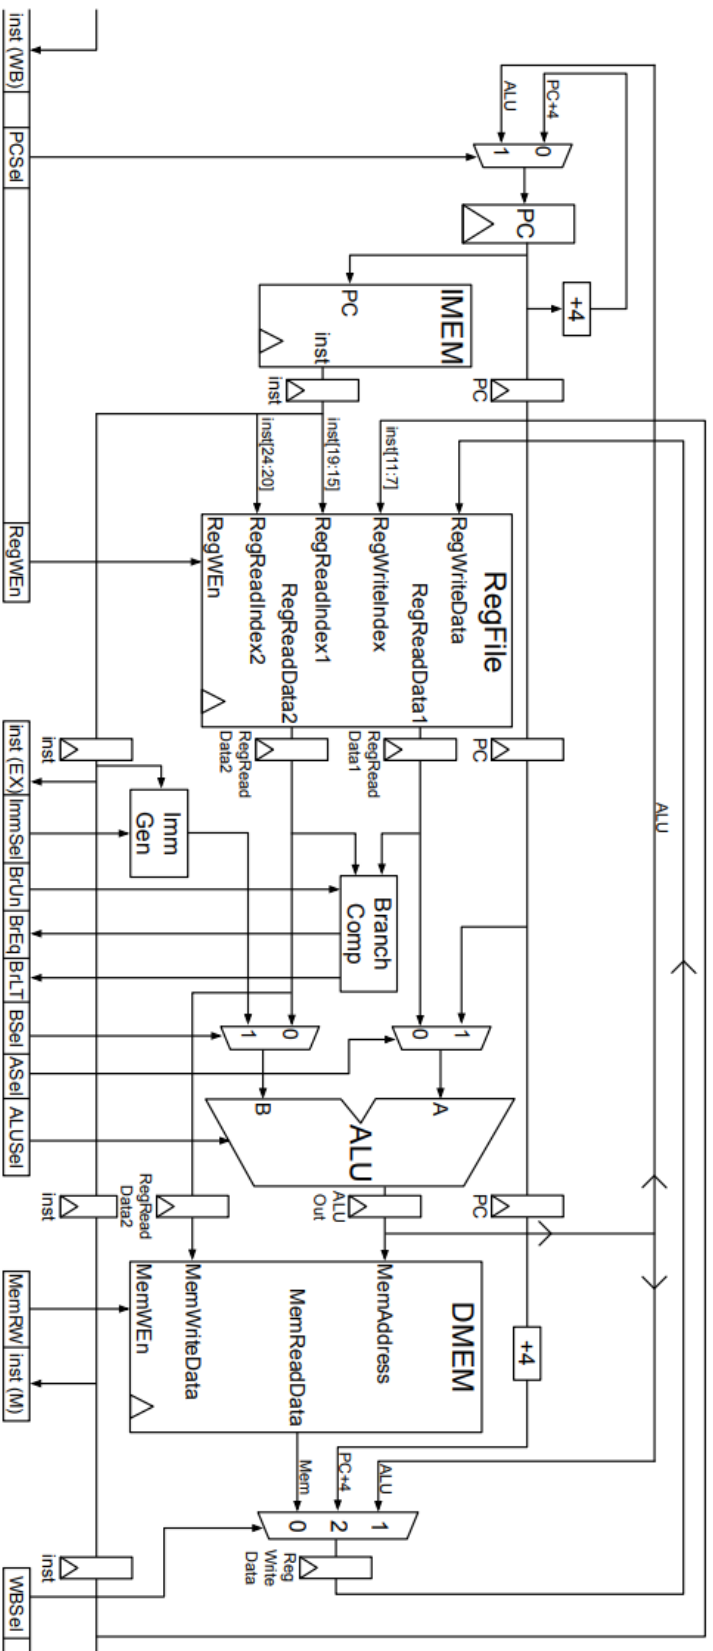 ALU
PC+4
1
0
PC
+4
IMEM
PC
inst
inst
PC
inst[24:20]
inst[19:15]
inst[11:7]
RegFile
RegWriteData
RegWriteIndex
RegReadData1
RegReadIndex1
RegReadData2
RegReadIndex2
RegWEn
inst
RegRead
Data2
RegRead
Data1
PC
ALU
Imm
Gen
Branch
Comp
1
0
0
1
B
A
ALU
inst
RegRead
Data2
ALU
Out
PC
DMEM
MemAddress
MemReadData
MemWriteData
MemWEn
+4
Mem
PC+4
ALU
0
2
1
inst
Reg
Write
Data
inst (WB)
PCSel
RegWEn
inst (EX)
ImmSel
BrUn
BrEq
BrLT
BSel
ASel
ALUSel
MemRW
inst (M)
WBSel